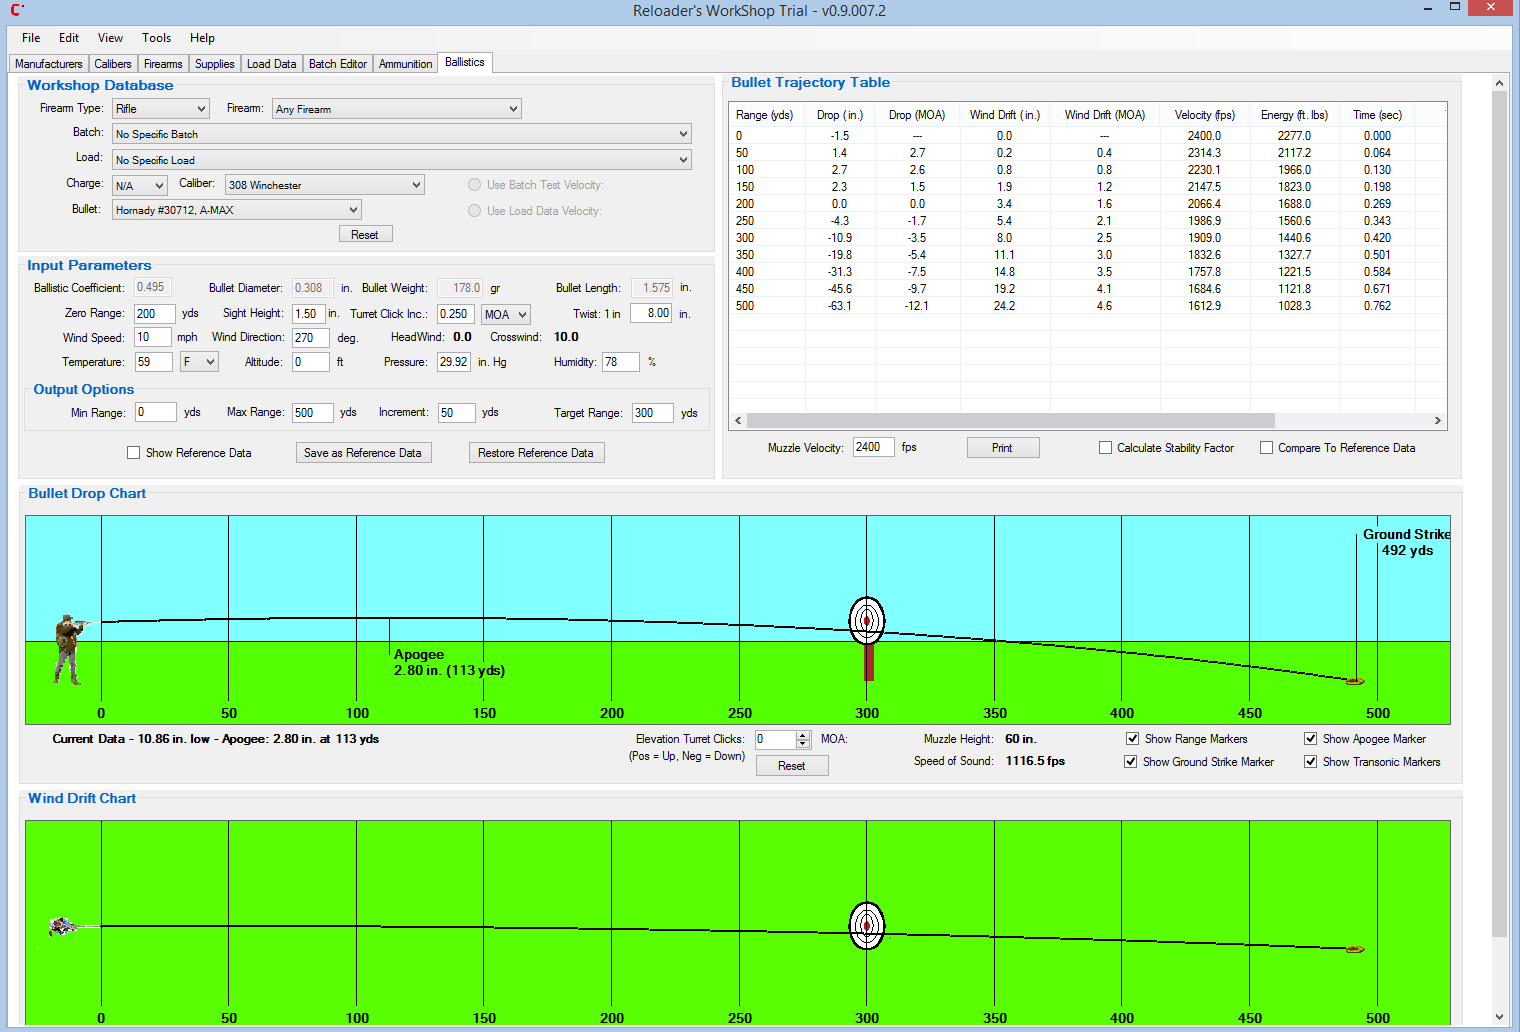 Reloader's WorkShop Trial - v0.9.007.2
File Edit View Tools Help
Manufacturers Calibers Firearms Supplies Load Data Batch Editor Ammunition Ballistics
Workshop Database
Firearm Type: Rifle Firearm: Any Firearm
Batch: No Specific Batch
Load: No Specific Load
Charge: N/A Caliber: 308 Winchester Use Batch Test Velocity:
Bullet: Hornady #30712, A-MAX Use Load Data Velocity:
Reset
Input Parameters
Ballistic Coefficient: 0.495 Bullet Diameter: 0.308 in. Bullet Weight: 178.0 gr Bullet Length: 1.575 in.
Zero Range: 200 yds Sight Height: 1.50 in. Turret Click Inc.: 0.250 MOA Twist: 1 in 8.00 in.
Wind Speed: 10 mph Wind Direction: 270 deg. HeadWind: 0.0 Crosswind: 10.0
Temperature: 59 F Altitude: 0 ft Pressure: 29.92 in. Hg Humidity: 78 %
Output Options
Min Range: 0 yds Max Range: 500 yds Increment: 50 yds Target Range: 300 yds
Show Reference Data Save as Reference Data Restore Reference Data
Bullet Trajectory Table
Range (yds) Drop (in.) Drop (MOA) Wind Drift (in.) Wind Drift (MOA) Velocity (fps) Energy (ft. lbs) Time (sec)
0 -1.5 --- 0.0 --- 2400.0 2277.0 0.000
50 1.4 2.7 0.2 0.4 2314.3 2117.2 0.064
100 2.7 2.6 0.8 0.8 2230.1 1966.0 0.130
150 2.3 1.5 1.9 1.2 2147.5 1823.0 0.198
200 0.0 0.0 3.4 1.6 2066.4 1688.0 0.269
250 -4.3 -1.7 5.4 2.1 1986.9 1560.6 0.343
300 -10.9 -3.5 8.0 2.5 1909.0 1440.6 0.420
350 -19.8 -5.4 11.1 3.0 1832.6 1327.7 0.501
400 -31.3 -7.5 14.8 3.5 1757.8 1221.5 0.584
450 -45.6 -9.7 19.2 4.1 1684.6 1121.8 0.671
500 -63.1 -12.1 24.2 4.6 1612.9 1028.3 0.762
Muzzle Velocity: 2400 fps Print Calculate Stability Factor Compare To Reference Data
Bullet Drop Chart
Ground Strike
492 yds
Apogee
2.80 in. (113 yds)
0 50 100 150 200 250 300 350 400 450 500
Current Data - 10.86 in. low - Apogee: 2.80 in. at 113 yds
Elevation Turret Clicks: 0 MOA: Muzzle Height: 60 in. Show Range Markers Show Apogee Marker
(Pos = Up, Neg = Down) Reset Speed of Sound: 1116.5 fps Show Ground Strike Marker Show Transonic Markers
Wind Drift Chart
0 50 100 150 200 250 300 350 400 450 500